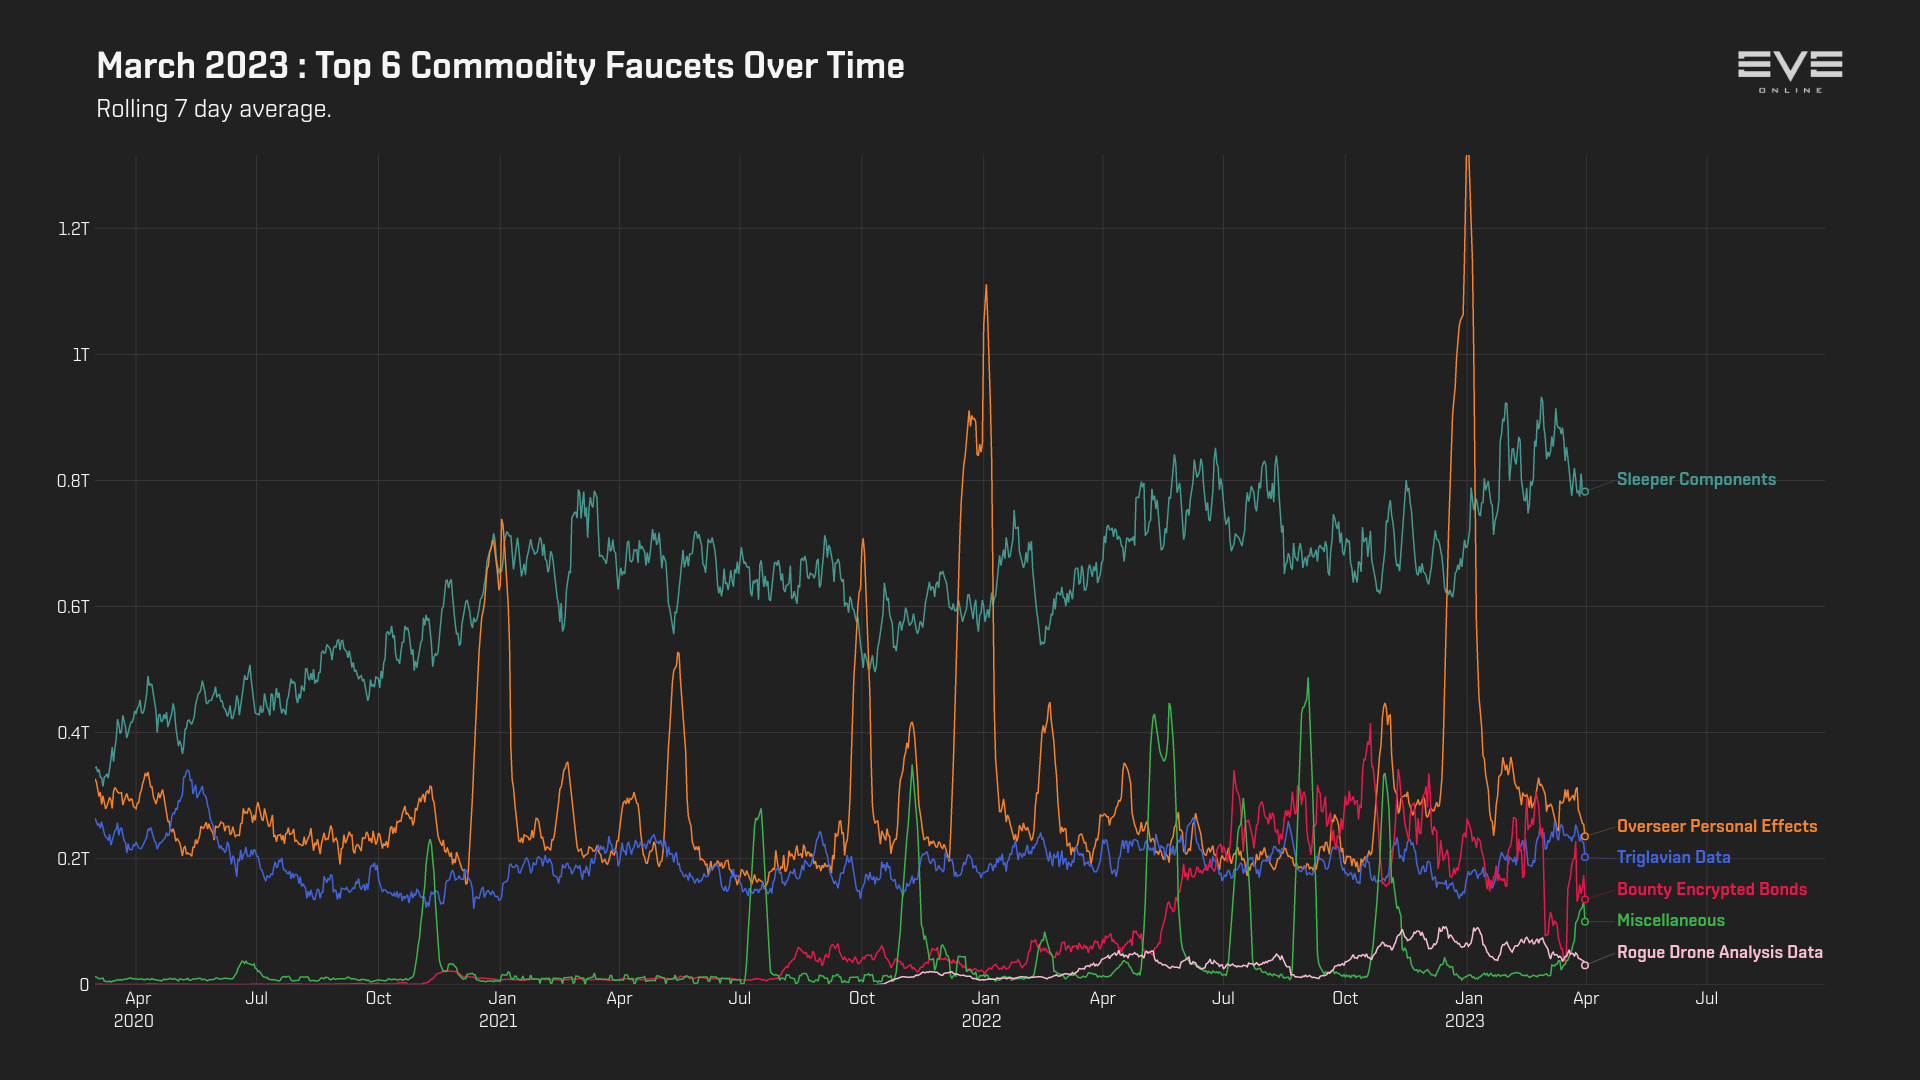 March 2023 : Top 6 Commodity Faucets Over Time
Rolling 7 day average.
EVE
ONLINE
1.2T
1T
0.8T
0.6T
0.4T
0.2T
0
Sleeper Components
Overseer Personal Effects
Triglavian Data
Bounty Encrypted Bonds
Miscellaneous
Rogue Drone Analysis Data
Apr Jul Oct Jan Apr Jul Oct Jan Apr Jul Oct Jan Apr Jul
2020 2021 2022 2023